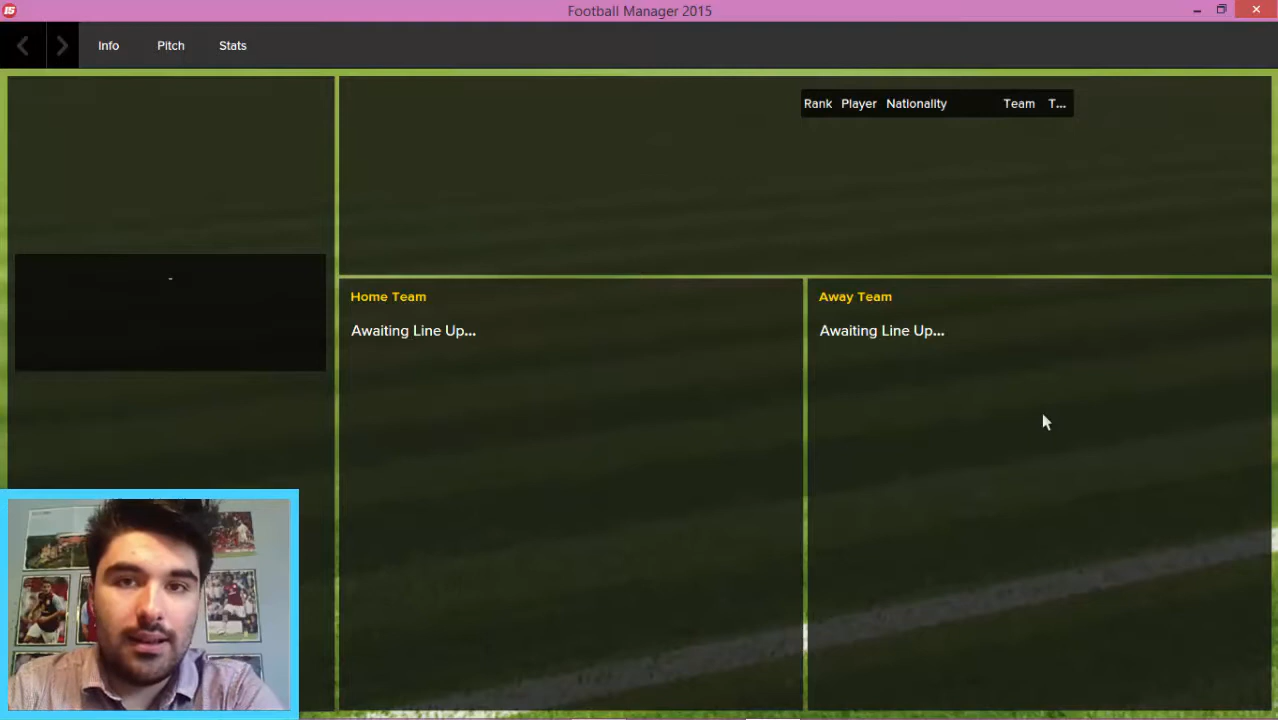 15
Football Manager 2015
Info Pitch Stats
Rank Player Nationality Team T...
-
Home Team
Awaiting Line Up...
Away Team
Awaiting Line Up...